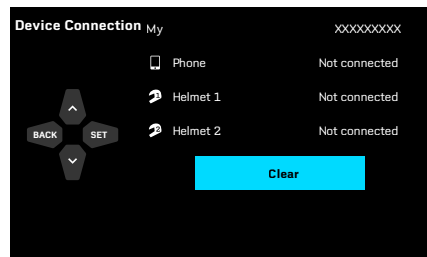 Device Connection My XXXXXXXXX
Phone Not connected
Helmet 1 Not connected
BACK SET Helmet 2 Not connected
Clear